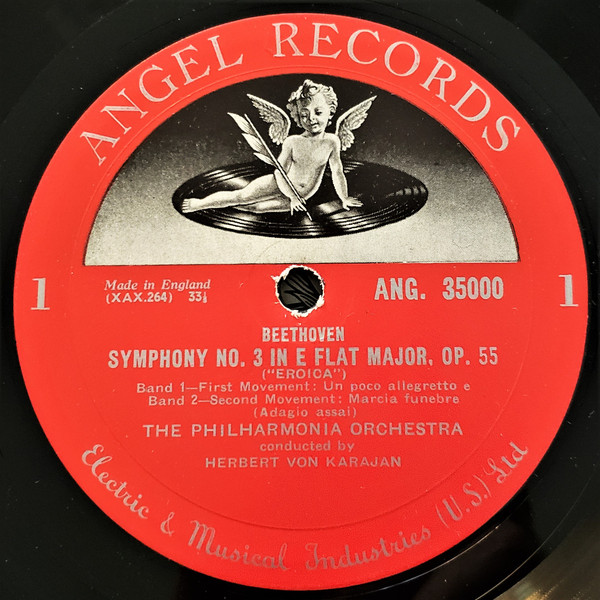 ANGEL RECORDS
1
1
Made in England
(XAX.264) 33⅓
ANG. 35000
BEETHOVEN
SYMPHONY NO. 3 IN E FLAT MAJOR, OP. 55
("EROICA")
Band 1—First Movement: Un poco allegretto e
Band 2—Second Movement: Marcia funebre
(Adagio assai)
THE PHILHARMONIA ORCHESTRA
conducted by
HERBERT VON KARAJAN
Electric & Musical Industries (U.S.) Ltd